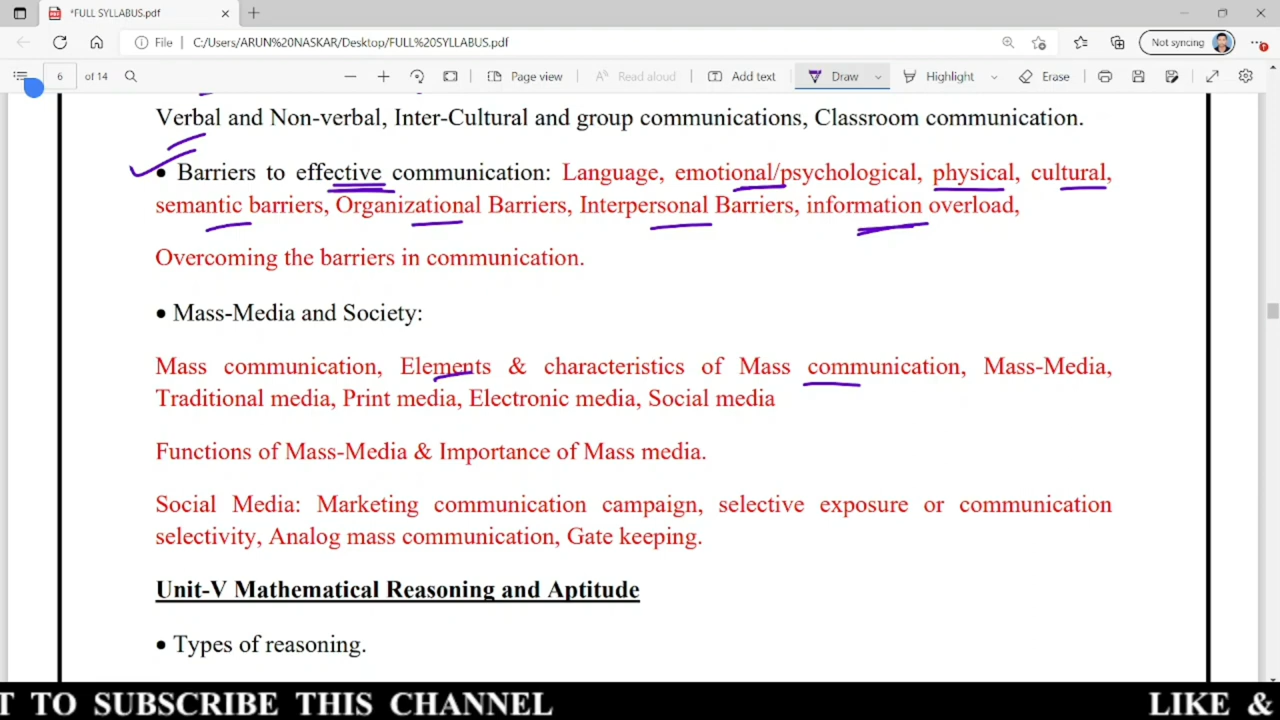 *FULL SYLLABUS.pdf
File C:/Users/ARUN%20NASKAR/Desktop/FULL%20SYLLABUS.pdf Not syncing
6 of 14 Page view Read aloud Add text Draw Highlight Erase
Verbal and Non-verbal, Inter-Cultural and group communications, Classroom communication.
• Barriers to effective communication: Language, emotional/psychological, physical, cultural,
semantic barriers, Organizational Barriers, Interpersonal Barriers, information overload,
Overcoming the barriers in communication.
• Mass-Media and Society:
Mass communication, Elements & characteristics of Mass communication, Mass-Media,
Traditional media, Print media, Electronic media, Social media
Functions of Mass-Media & Importance of Mass media.
Social Media: Marketing communication campaign, selective exposure or communication
selectivity, Analog mass communication, Gate keeping.
Unit-V Mathematical Reasoning and Aptitude
• Types of reasoning.
T TO SUBSCRIBE THIS CHANNEL LIKE &